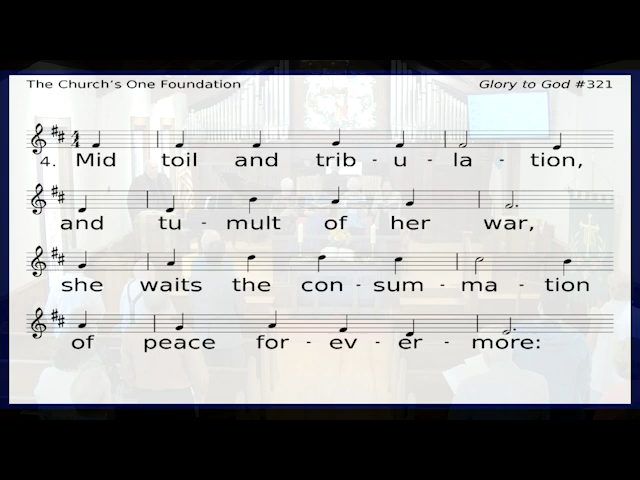 The Church's One Foundation
Glory to God #321
4. Mid toil and trib - u - la - tion,
and tu - mult of her war,
she waits the con - sum - ma - tion
of peace for - ev - er - more: